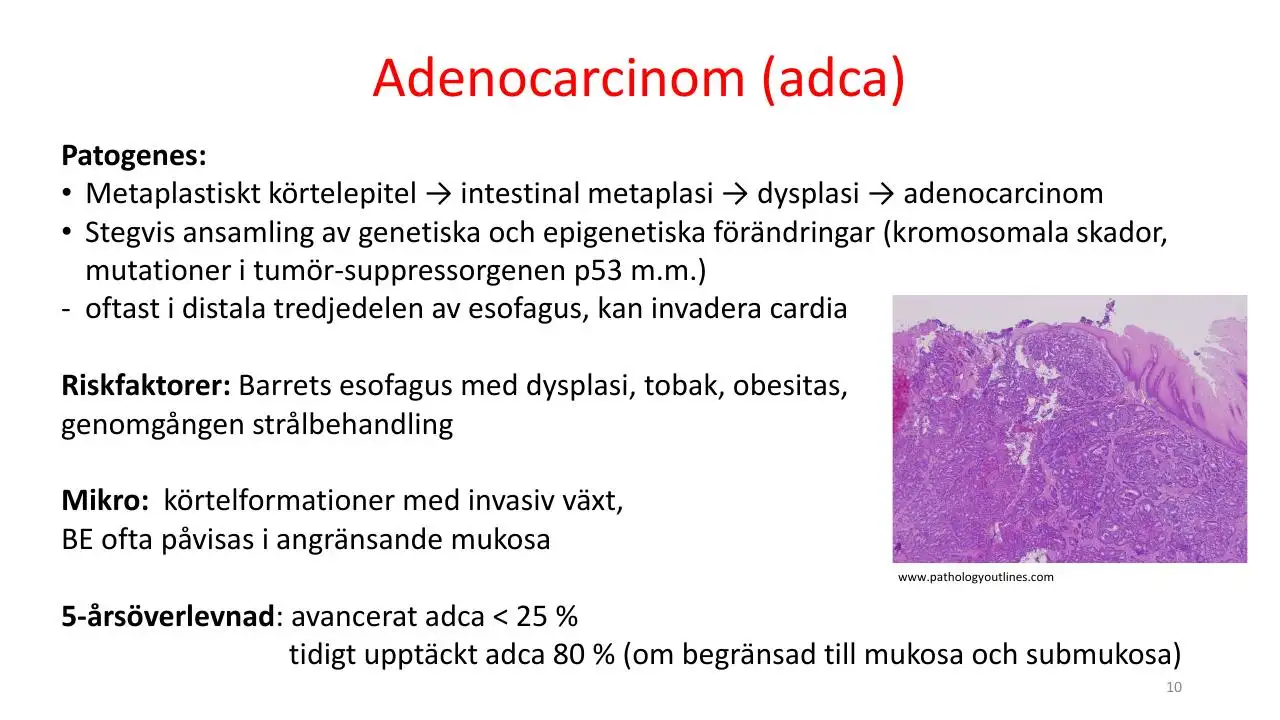 Adenocarcinom (adca)
Patogenes:
• Metaplastiskt körtelepitel → intestinal metaplasi → dysplasi → adenocarcinom
• Stegvis ansamling av genetiska och epigenetiska förändringar (kromosomala skador,
mutationer i tumör-suppressorgenen p53 m.m.)
- oftast i distala tredjedelen av esofagus, kan invadera cardia
Riskfaktorer: Barrets esofagus med dysplasi, tobak, obesitas,
genomgången strålbehandling
Mikro: körtelformationer med invasiv växt,
BE ofta påvisas i angränsande mukosa
www.pathologyoutlines.com
5-årsöverlevnad: avancerat adca < 25 %
tidigt upptäckt adca 80 % (om begränsad till mukosa och submukosa)
10